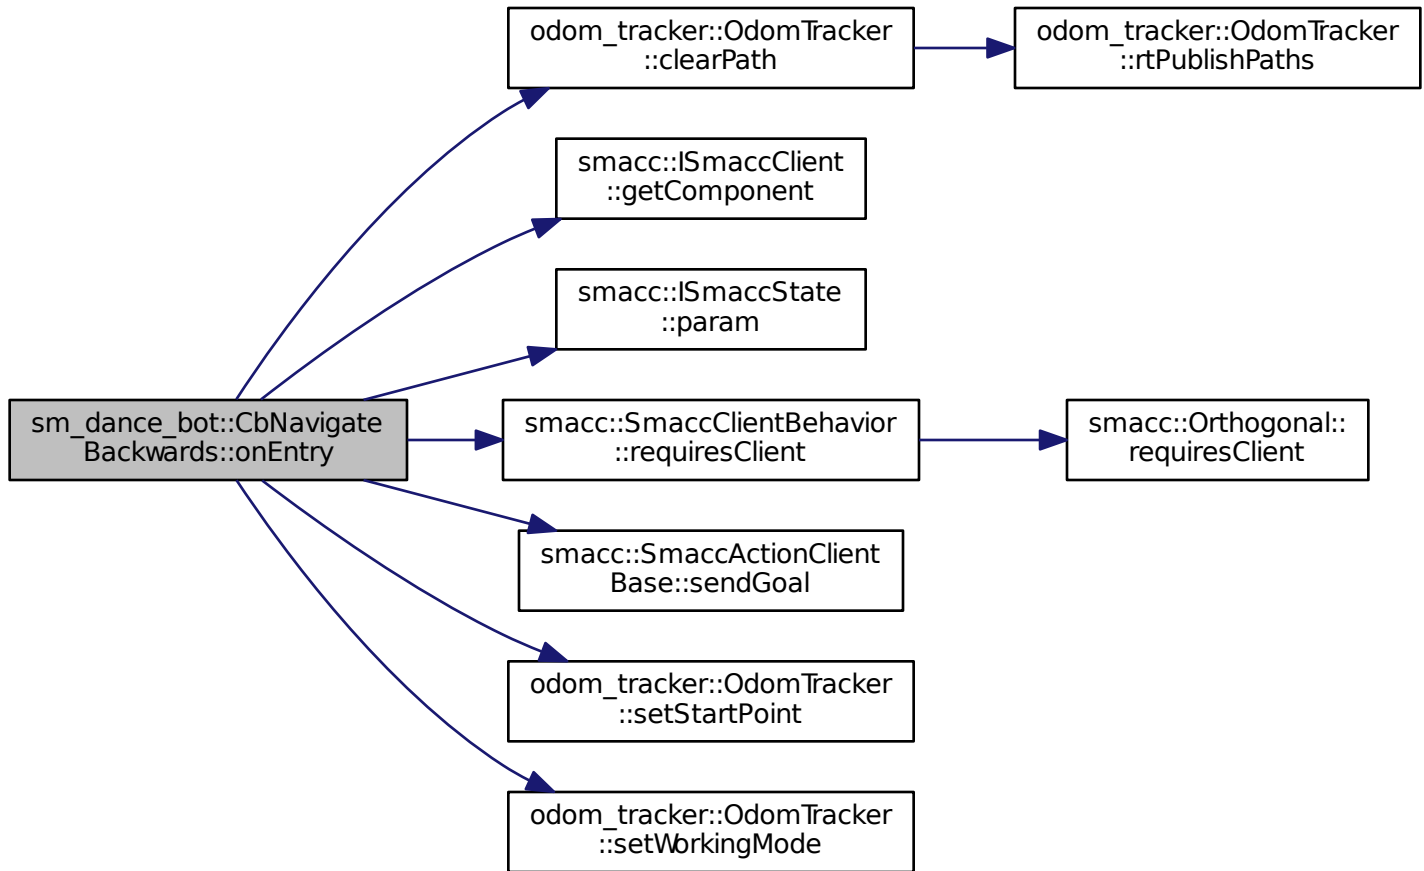 odom_tracker::OdomTracker
::clearPath
odom_tracker::OdomTracker
::rtPublishPaths
smacc::ISmaccClient
::getComponent
smacc::ISmaccState
::param
sm_dance_bot::CbNavigate
Backwards::onEntry
smacc::SmaccClientBehavior
::requiresClient
smacc::Orthogonal::
requiresClient
smacc::SmaccActionClient
Base::sendGoal
odom_tracker::OdomTracker
::setStartPoint
odom_tracker::OdomTracker
::setWorkingMode